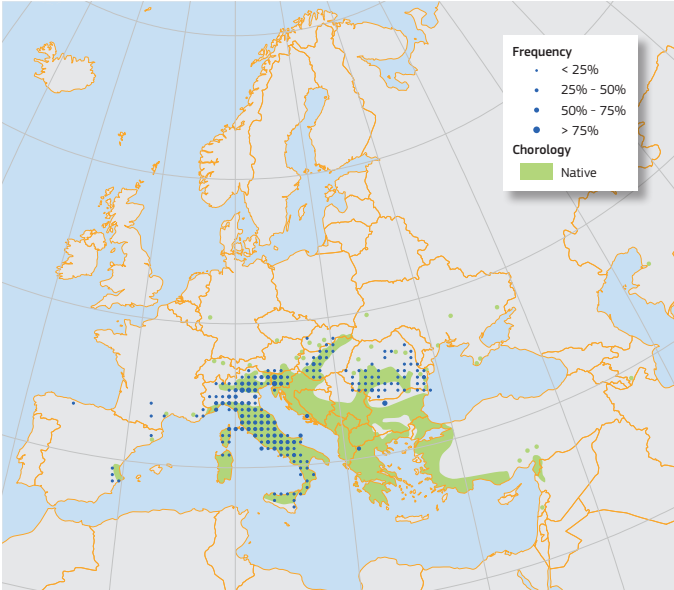 Frequency
< 25%
25% - 50%
50% - 75%
> 75%
Chorology
Native